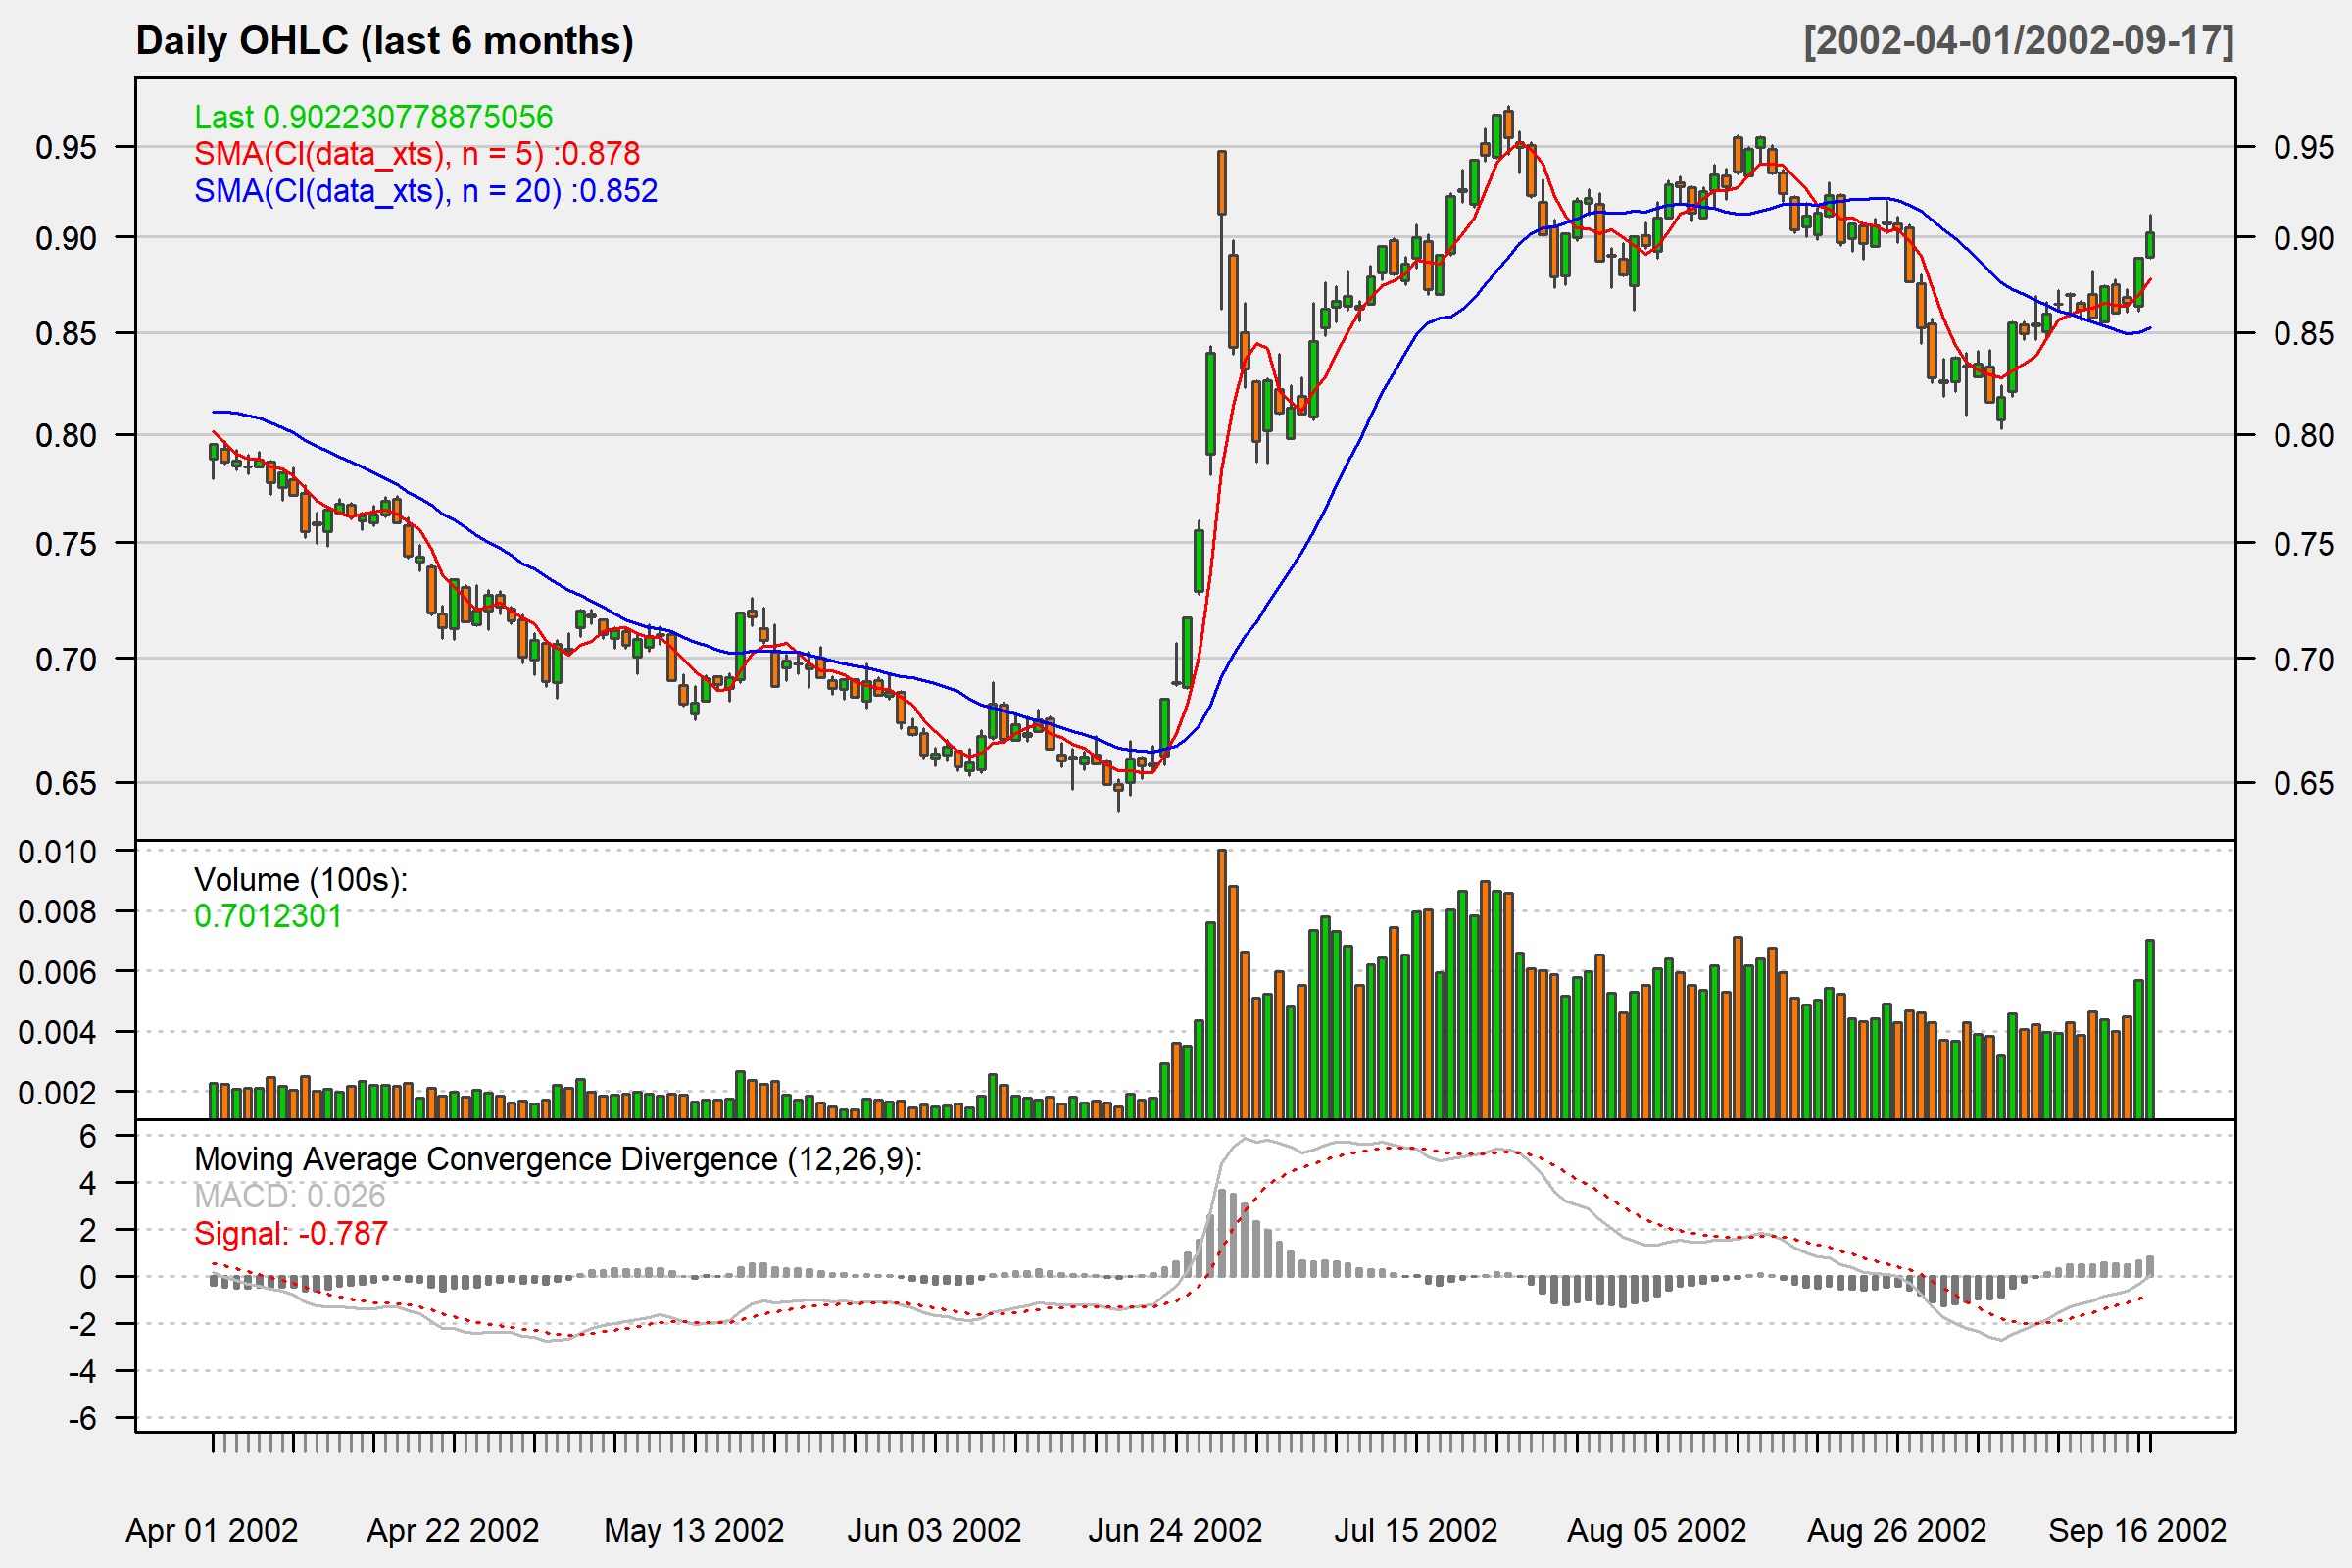 Daily OHLC (last 6 months) [2002-04-01/2002-09-17]
Last 0.902230778875056
SMA(Cl(data_xts), n = 5) :0.878
SMA(Cl(data_xts), n = 20) :0.852
0.95 0.95
0.90 0.90
0.85 0.85
0.80 0.80
0.75 0.75
0.70 0.70
0.65 0.65
0.010
Volume (100s):
0.7012301
0.008
0.006
0.004
0.002
6
Moving Average Convergence Divergence (12,26,9):
MACD: 0.026
4
Signal: -0.787
2
0
-2
-4
-6
Apr 01 2002 Apr 22 2002 May 13 2002 Jun 03 2002 Jun 24 2002 Jul 15 2002 Aug 05 2002 Aug 26 2002 Sep 16 2002